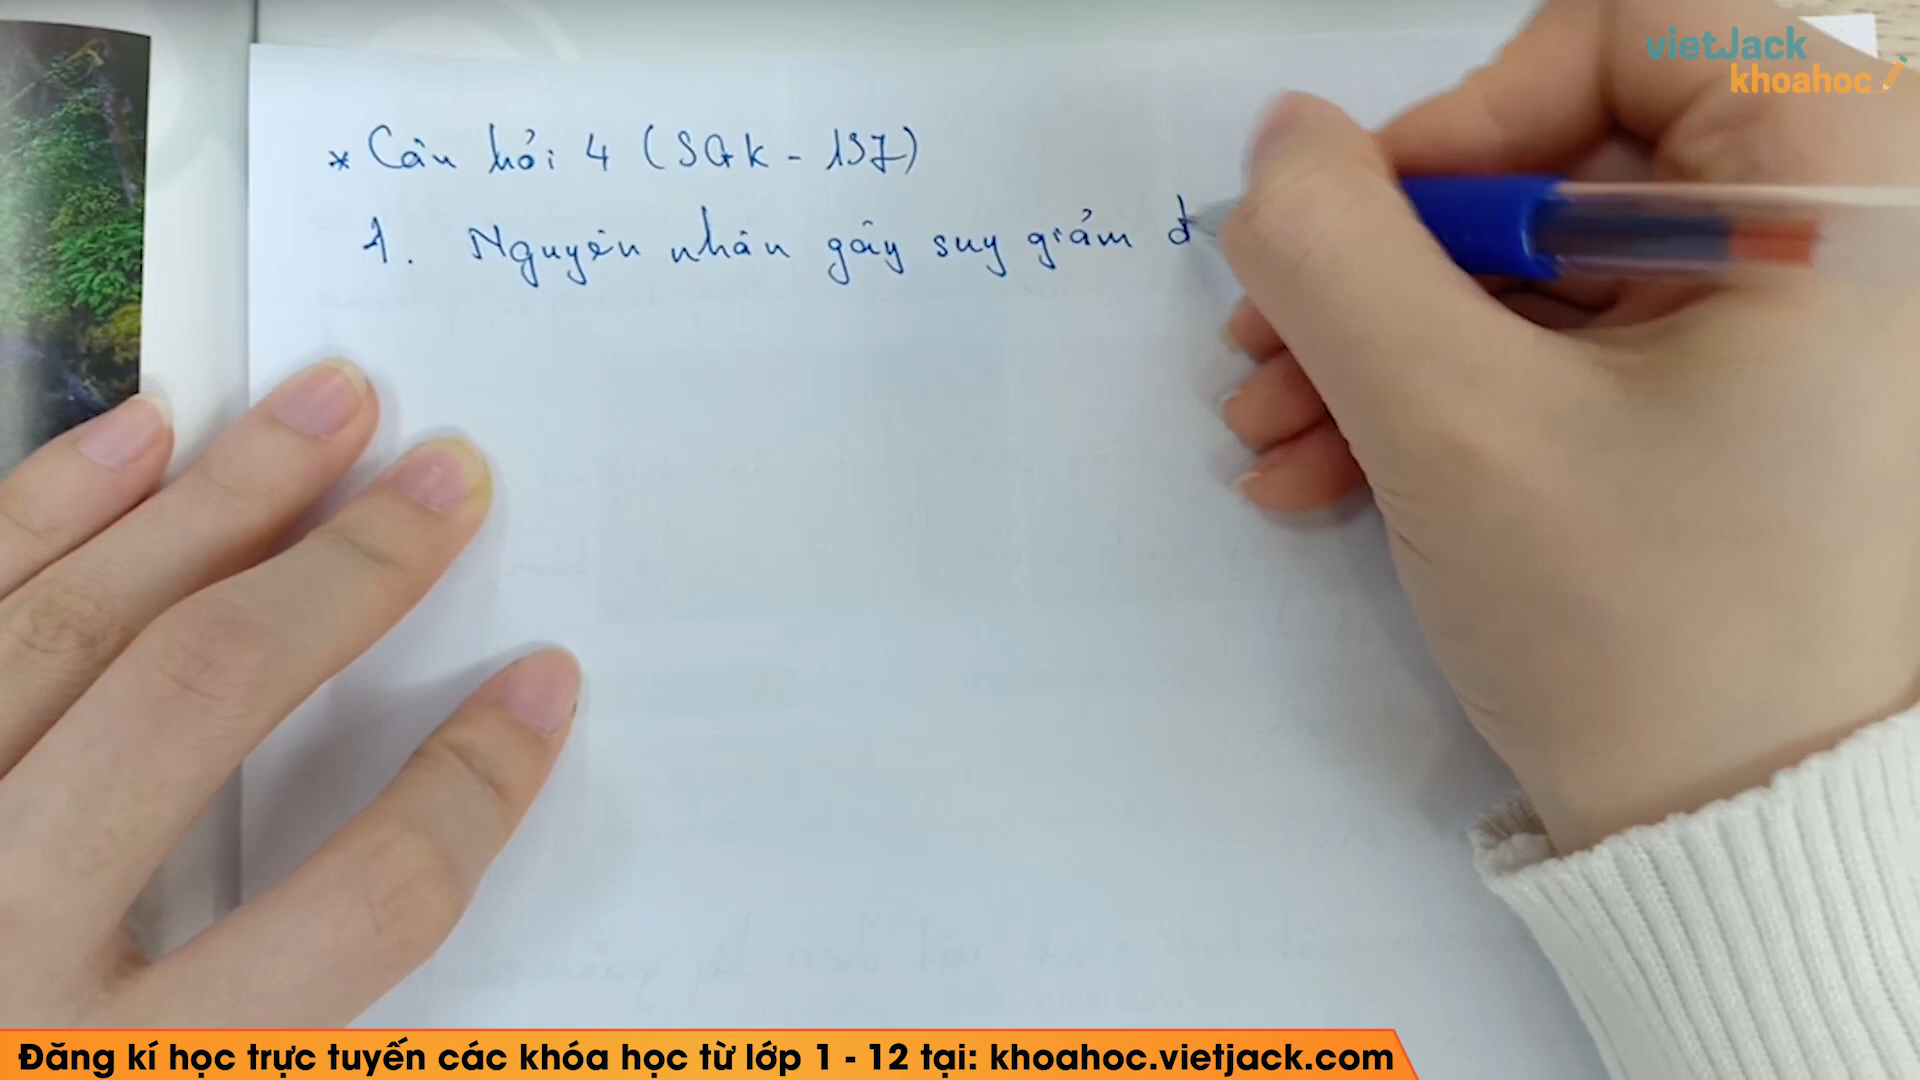 vietJack
khoahoc
* Câu hỏi 4 (SGK - 137)
1. Nguyên nhân gây suy giảm đ
Đăng kí học trực tuyến các khóa học từ lớp 1 - 12 tại: khoahoc.vietjack.com